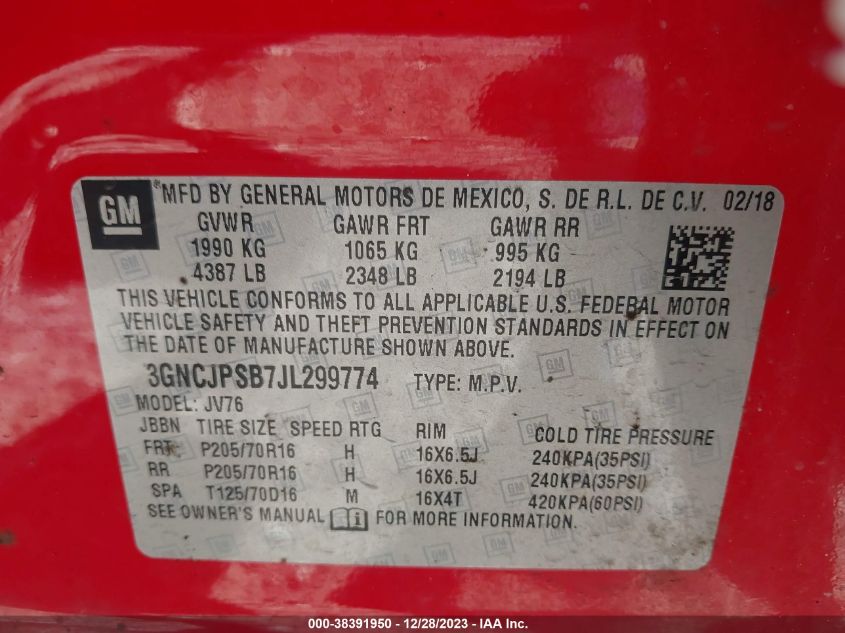 GM
®MFD BY GENERAL MOTORS DE MEXICO, S. DE R.L. DE C.V. 02/18
GVWR GAWR FRT GAWR RR
1990 KG 1065 KG 995 KG
4387 LB 2348 LB 2194 LB
THIS VEHICLE CONFORMS TO ALL APPLICABLE U.S. FEDERAL MOTOR
VEHICLE SAFETY AND THEFT PREVENTION STANDARDS IN EFFECT ON
THE DATE OF MANUFACTURE SHOWN ABOVE.
3GNCJPSB7JL299774 TYPE: M.P.V.
MODEL: JV76
JBBN TIRE SIZE SPEED RTG RIM COLD TIRE PRESSURE
FRT P205/70R16 H 16X6.5J 240KPA(35PSI)
RR P205/70R16 H 16X6.5J 240KPA(35PSI)
SPA T125/70D16 M 16X4T 420KPA(60PSI)
SEE OWNER'S MANUAL i FOR MORE INFORMATION.
000-38391950 - 12/28/2023 - IAA Inc.